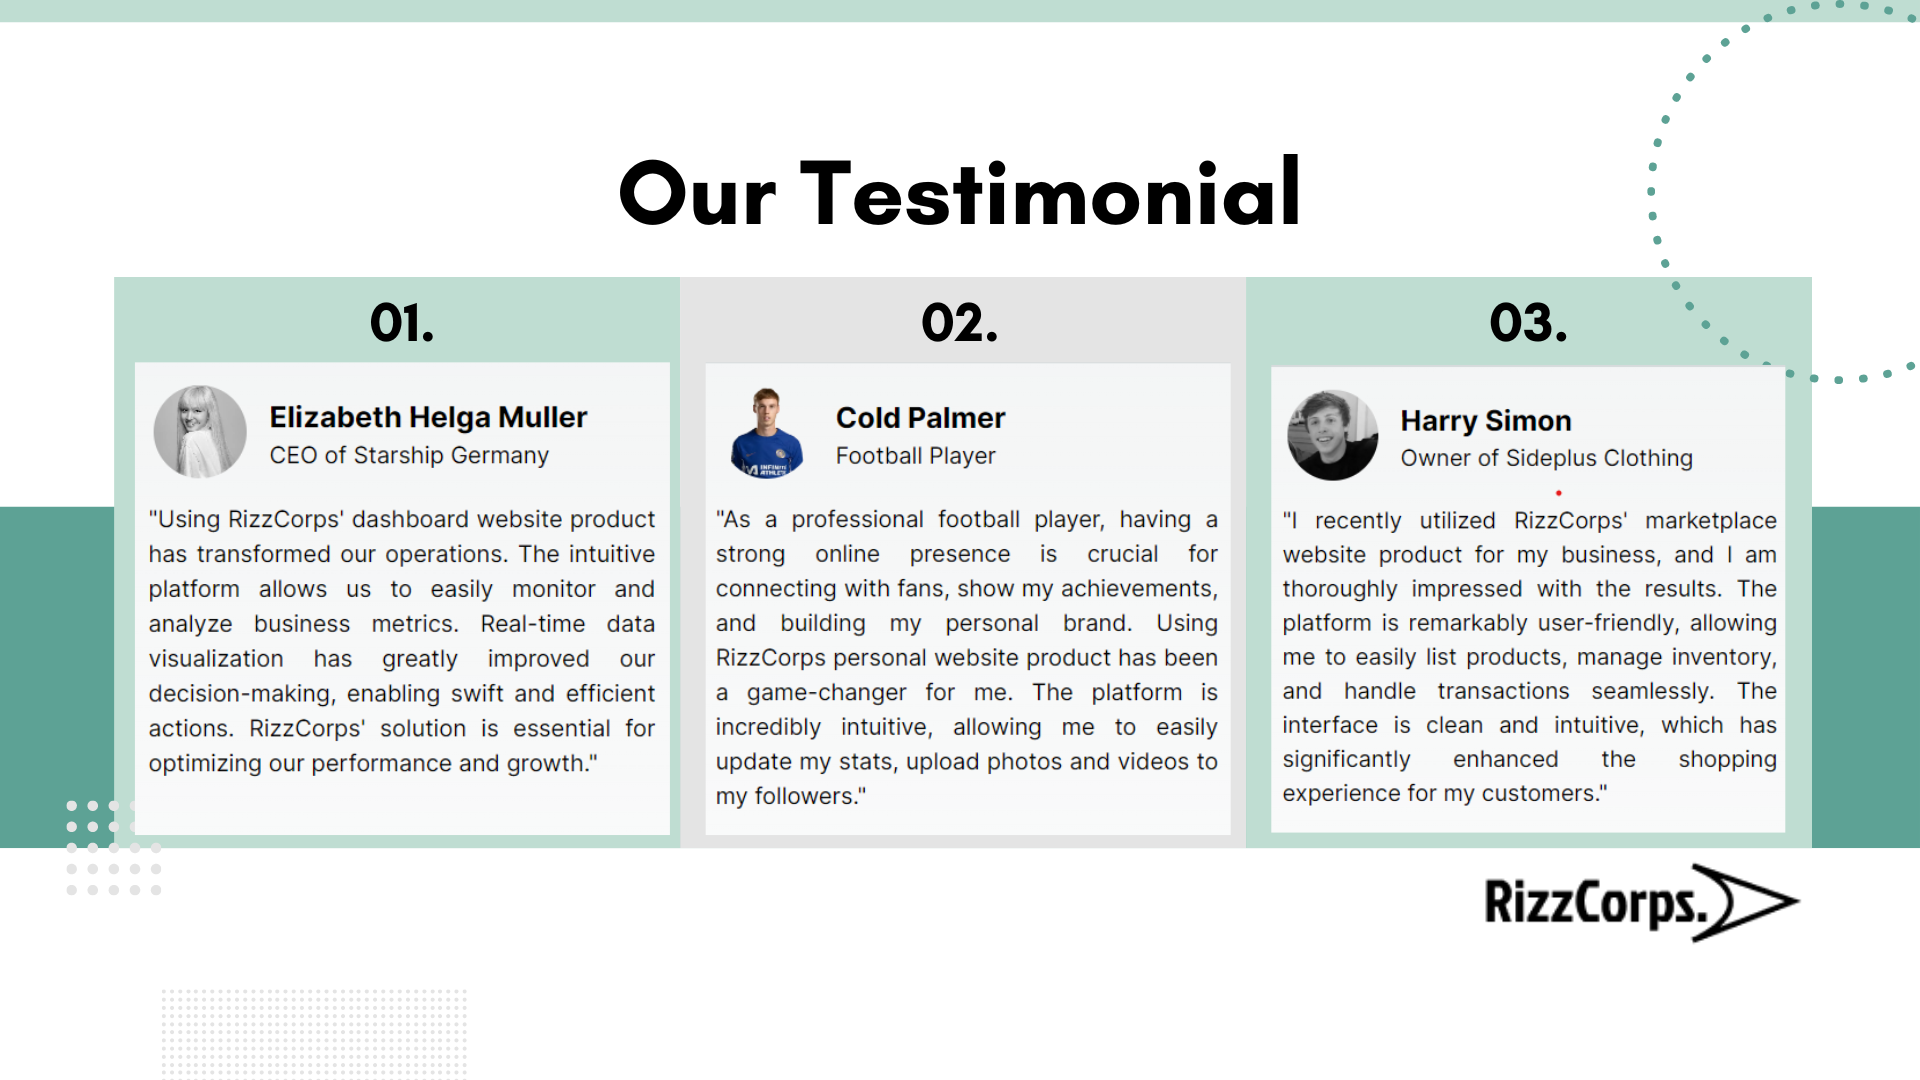 Our Testimonial
01.
Elizabeth Helga Muller
CEO of Starship Germany
"Using RizzCorps' dashboard website product
has transformed our operations. The intuitive
platform allows us to easily monitor and
analyze business metrics. Real-time data
visualization has greatly improved our
decision-making, enabling swift and efficient
actions. RizzCorps' solution is essential for
optimizing our performance and growth."
02.
INFINITE
ATHLETE
Cold Palmer
Football Player
"As a professional football player, having a
strong online presence is crucial for
connecting with fans, show my achievements,
and building my personal brand. Using
RizzCorps personal website product has been
a game-changer for me. The platform is
incredibly intuitive, allowing me to easily
update my stats, upload photos and videos to
my followers."
03.
Harry Simon
Owner of Sideplus Clothing
"I recently utilized RizzCorps' marketplace
website product for my business, and I am
thoroughly impressed with the results. The
platform is remarkably user-friendly, allowing
me to easily list products, manage inventory,
and handle transactions seamlessly. The
interface is clean and intuitive, which has
significantly enhanced the shopping
experience for my customers."
RizzCorps.